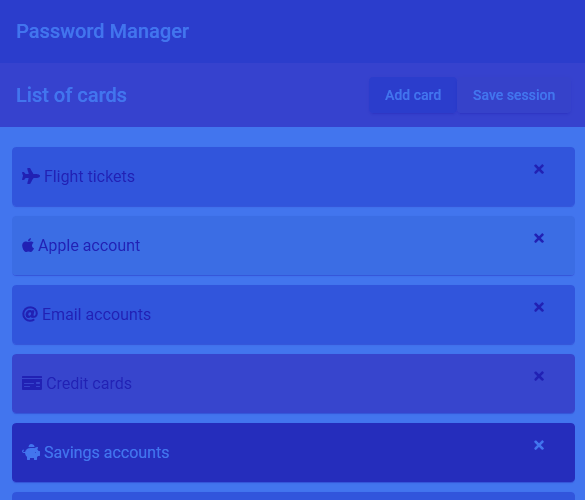 Password Manager
List of cards
Add card
Save session
Flight tickets
Apple account
Email accounts
Credit cards
Savings accounts